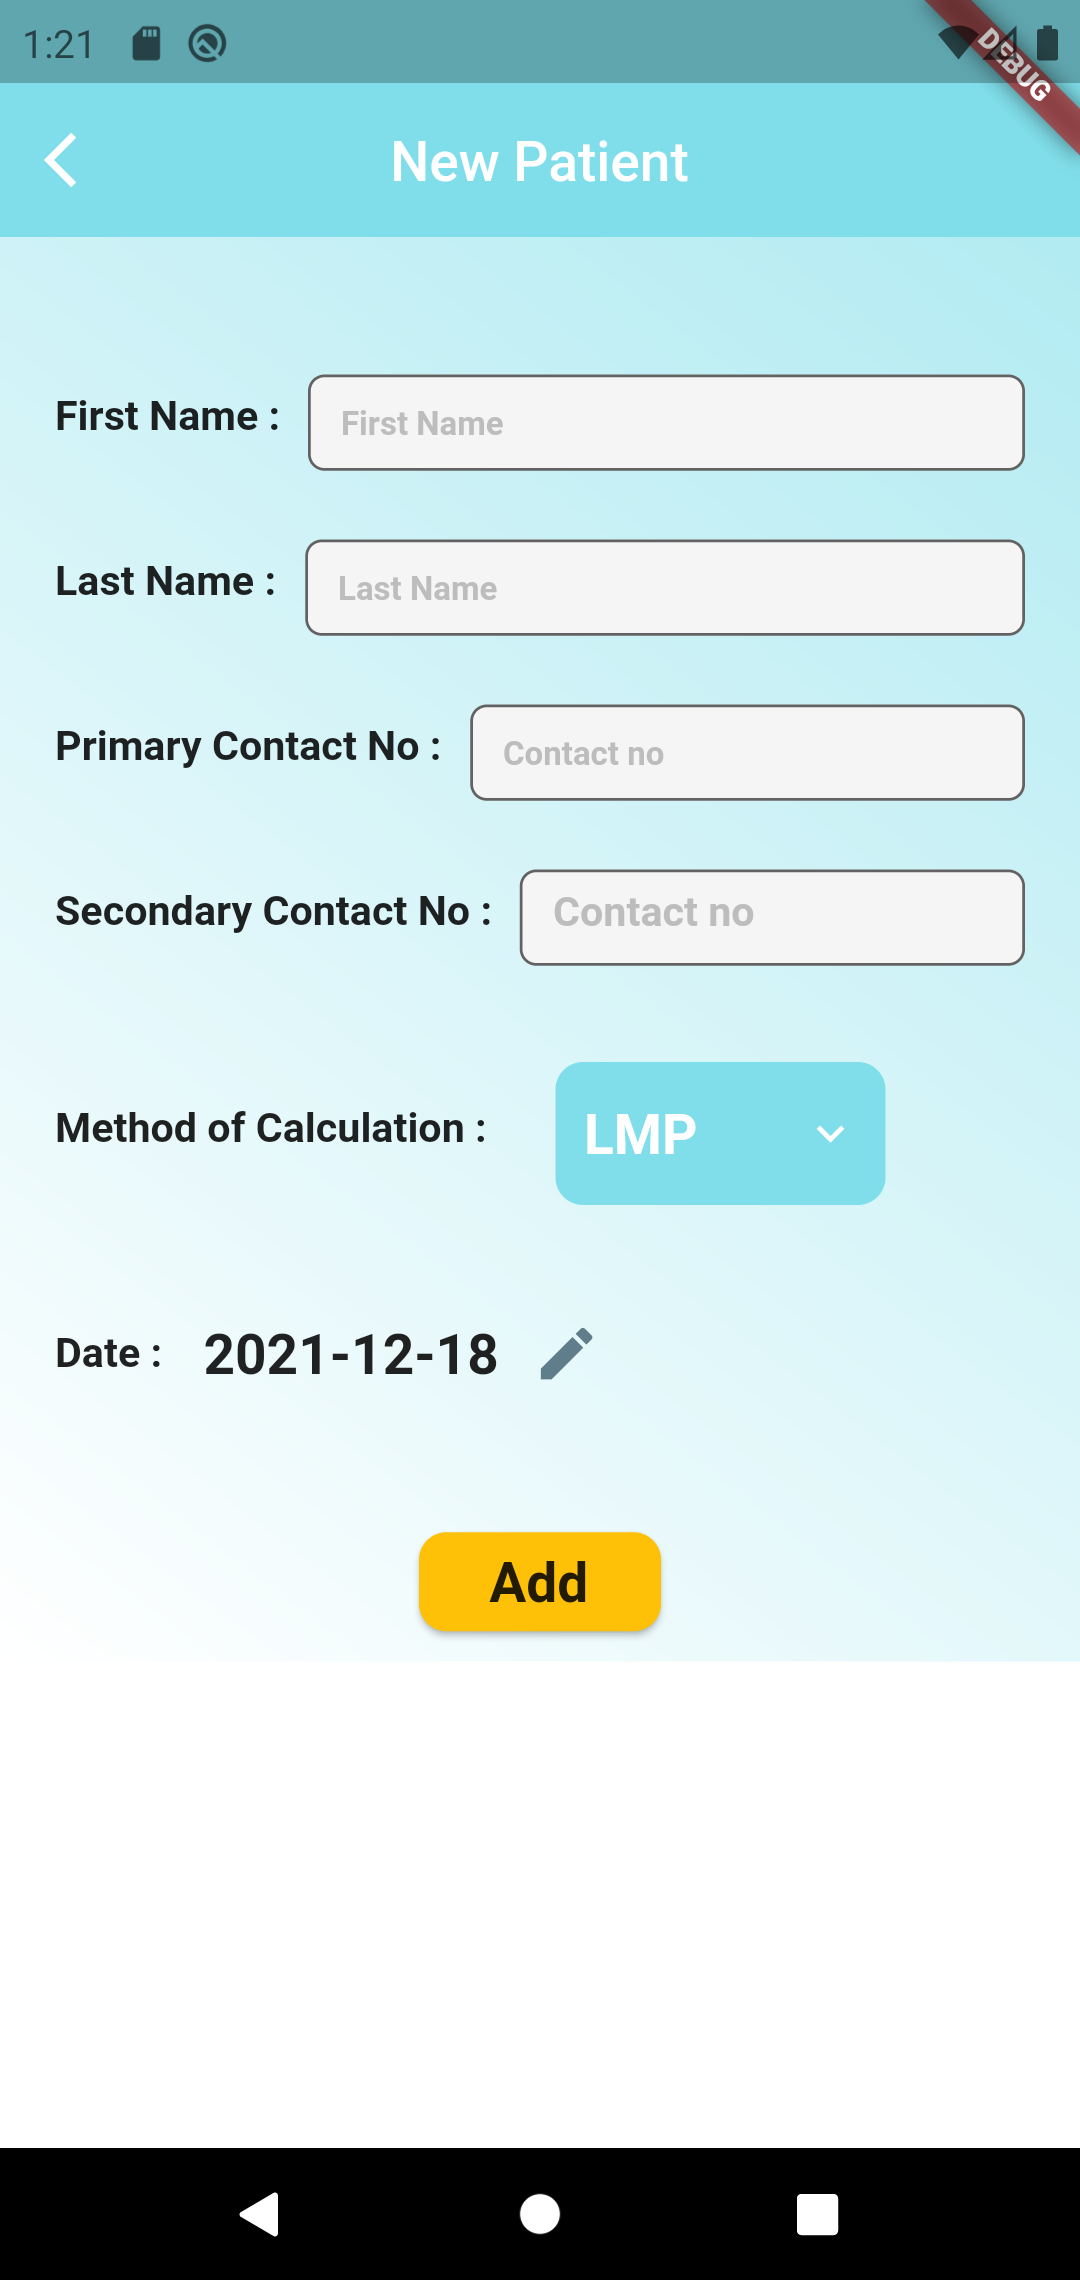 1:21
DEBUG
New Patient
First Name : First Name
Last Name : Last Name
Primary Contact No : Contact no
Secondary Contact No : Contact no
Method of Calculation : LMP
Date : 2021-12-18
Add